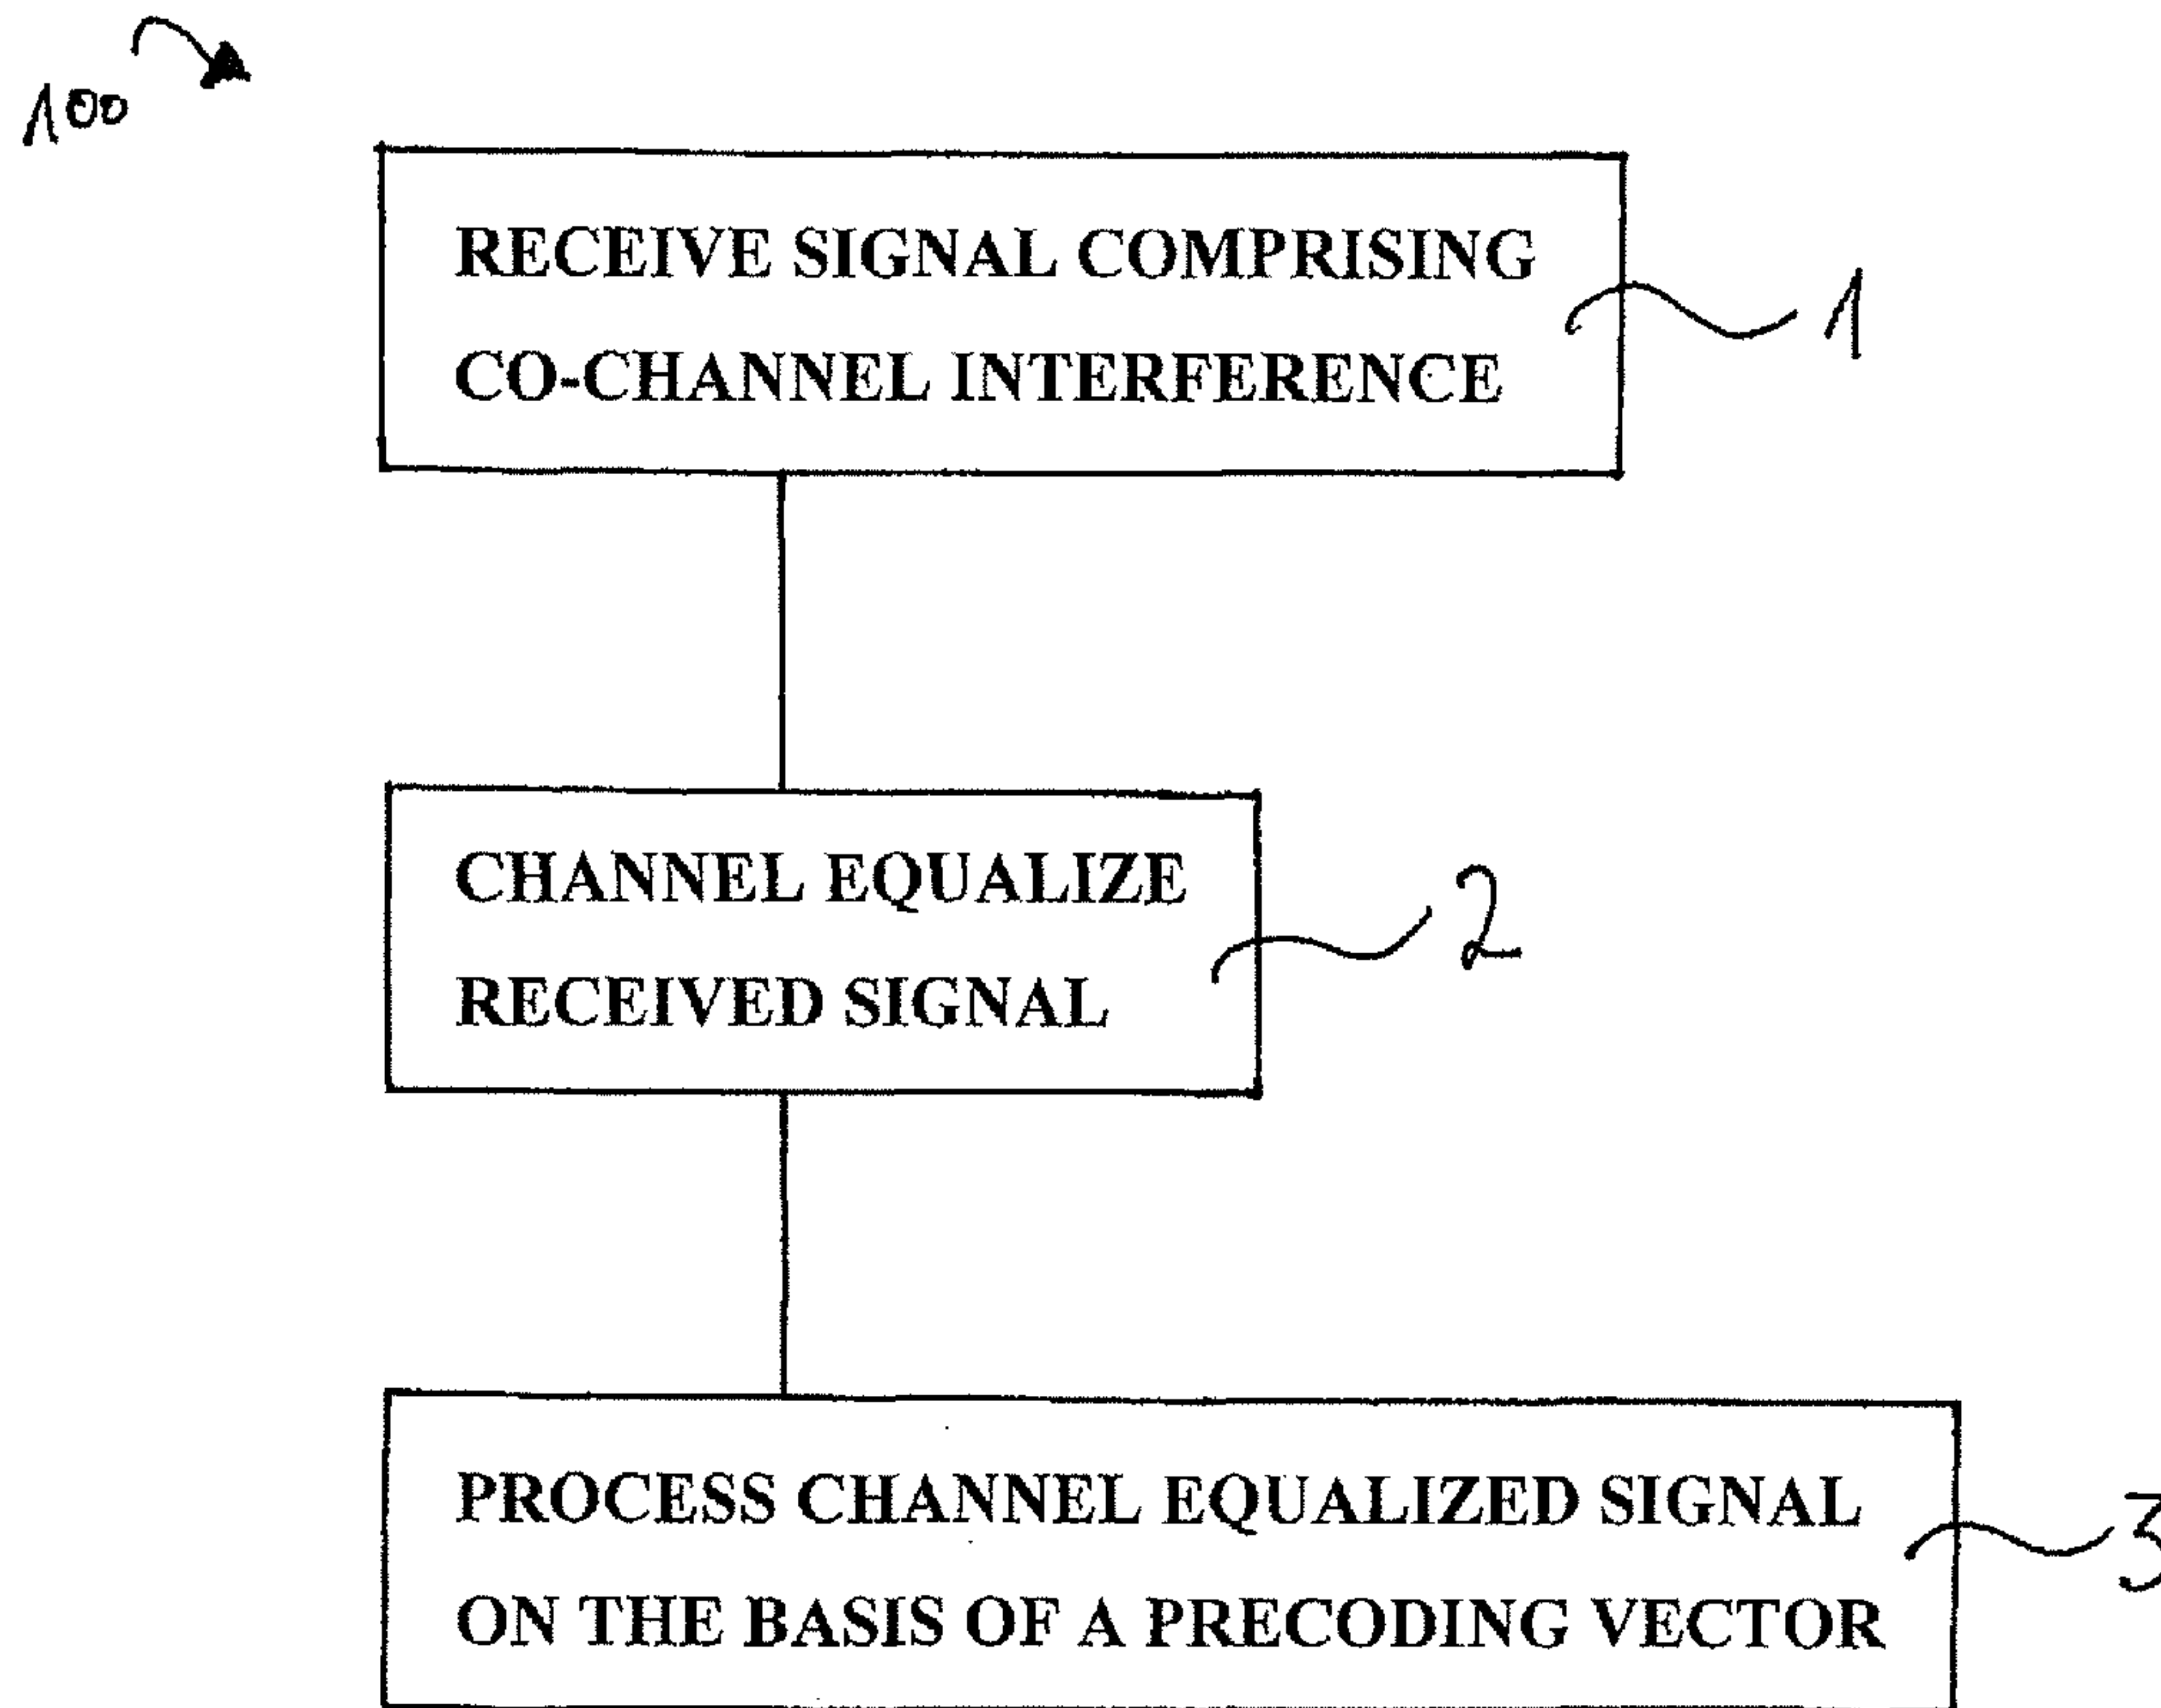 100
RECEIVE SIGNAL COMPRISING
CO-CHANNEL INTERFERENCE
1
CHANNEL EQUALIZE
RECEIVED SIGNAL
2
PROCESS CHANNEL EQUALIZED SIGNAL
ON THE BASIS OF A PRECODING VECTOR
3